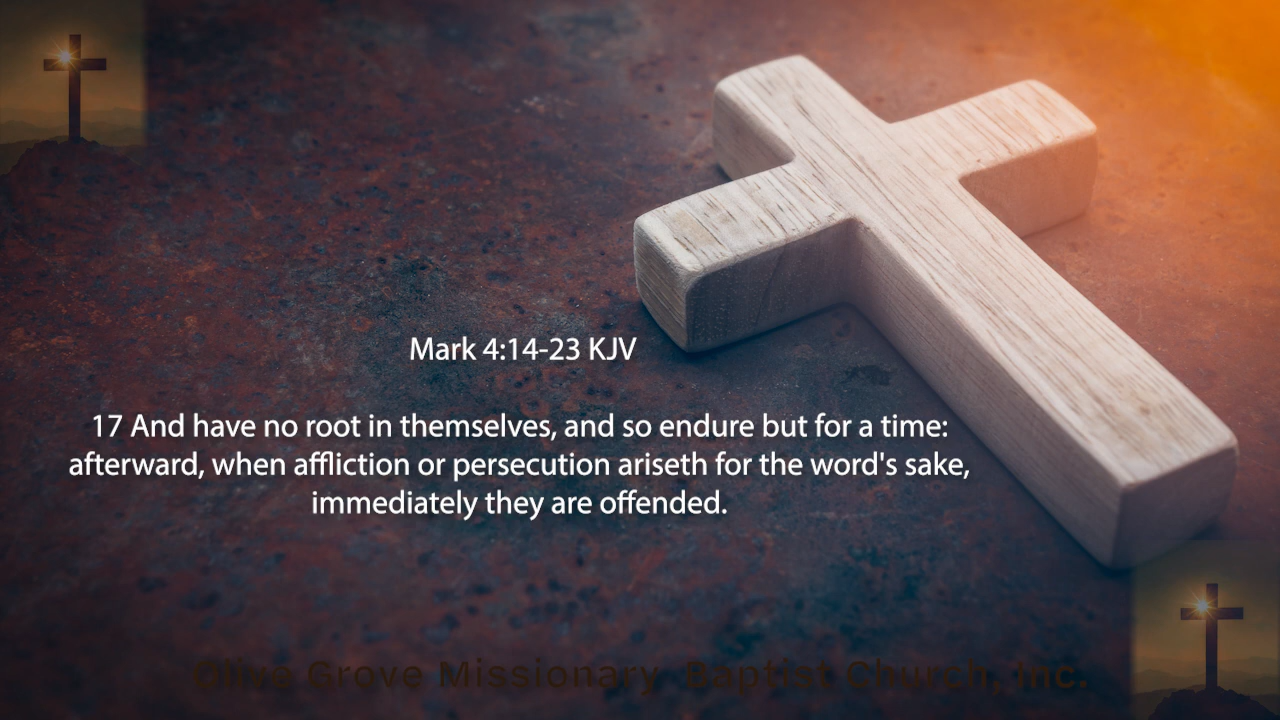 Mark 4:14-23 KJV
17 And have no root in themselves, and so endure but for a time:
afterward, when affliction or persecution ariseth for the word's sake,
immediately they are offended.
Olive Grove Missionary Baptist Church, Inc.